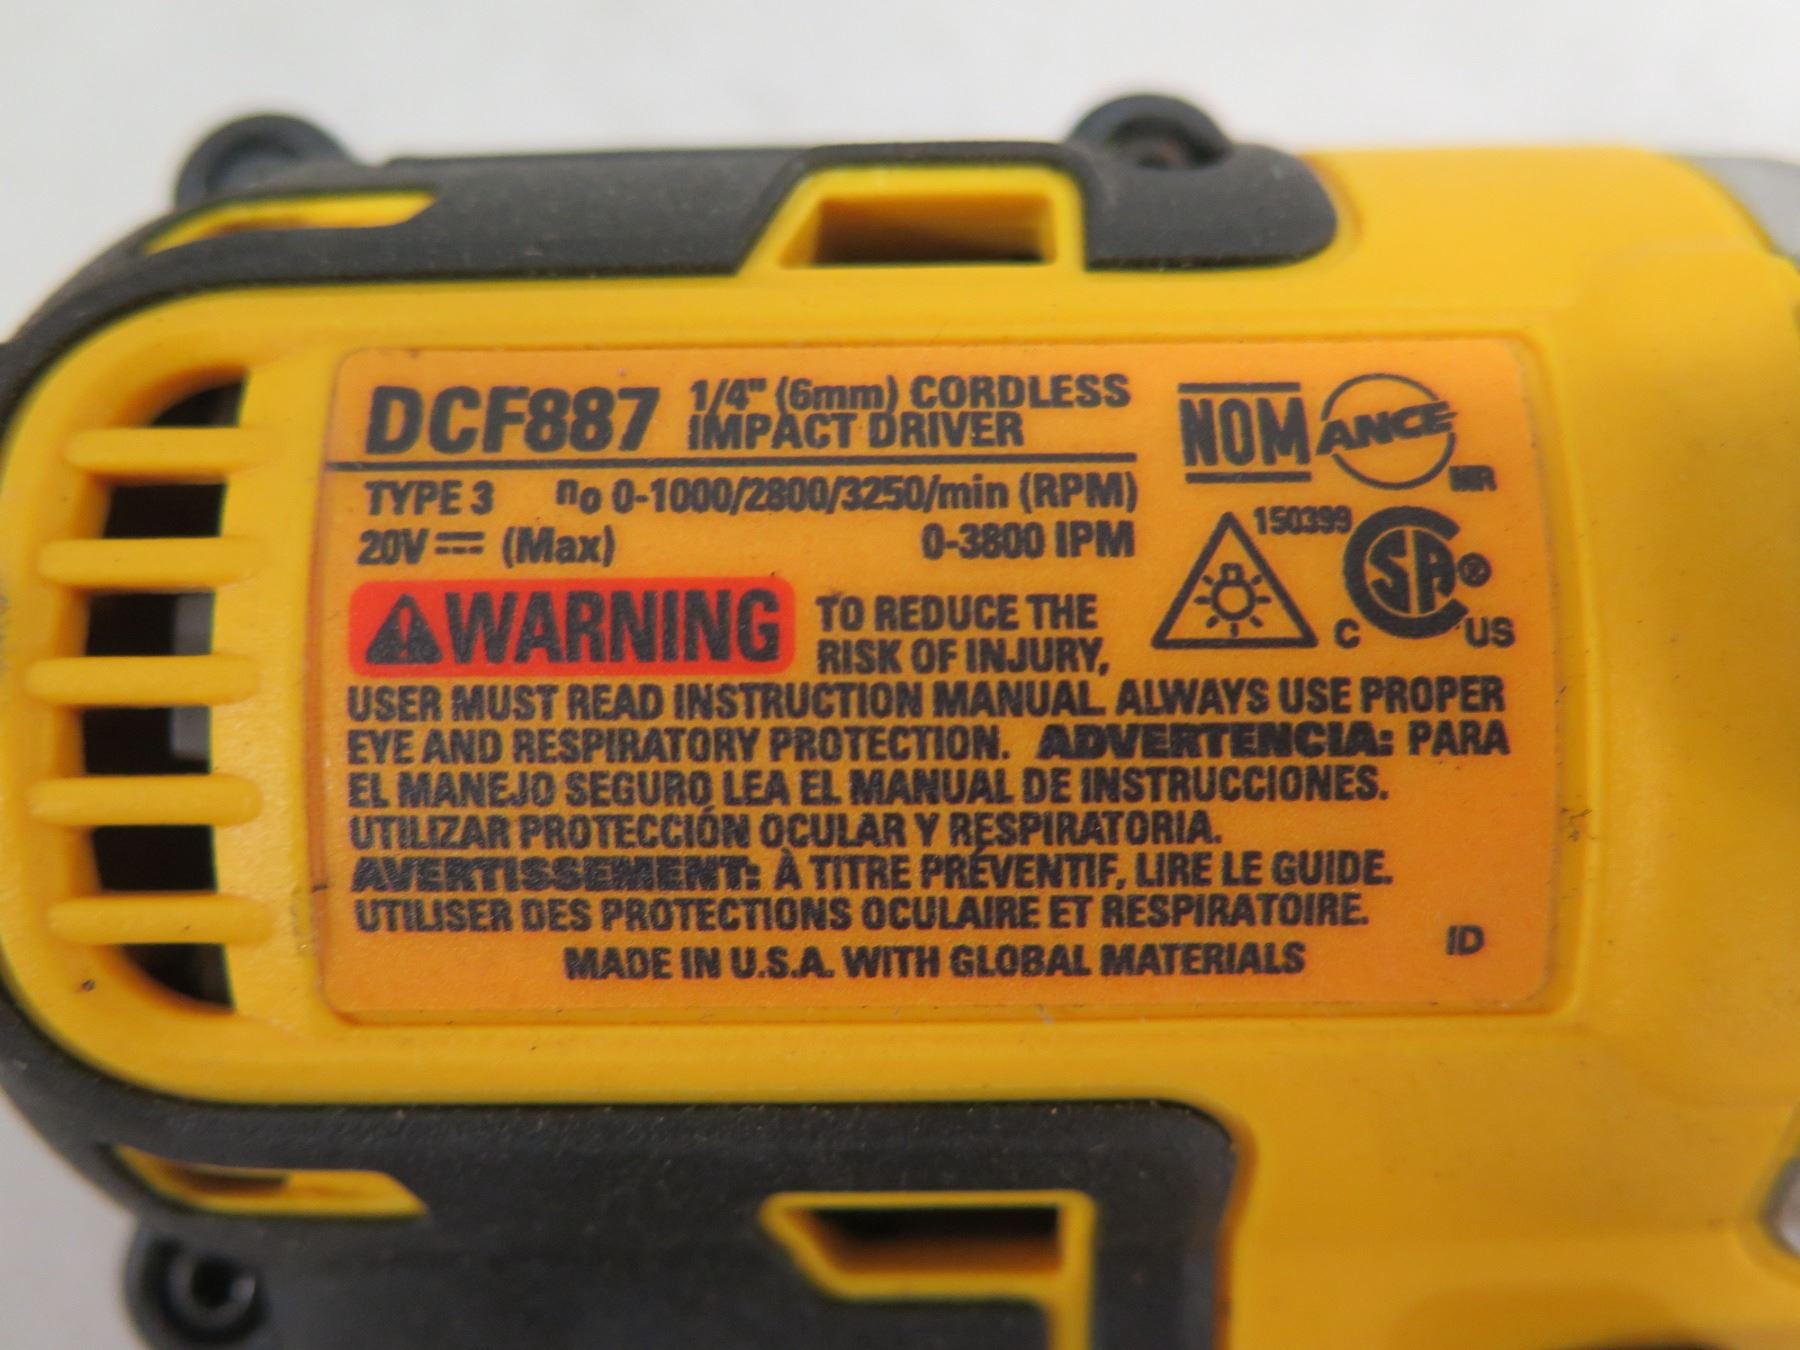 DCF887 1/4" (6mm) CORDLESS
IMPACT DRIVER
TYPE 3 no 0-1000/2800/3250/min (RPM)
20V⎓ (Max) 0-3800 IPM
NOM ANCE
MR
150399
C SA® US
⚠WARNING TO REDUCE THE
RISK OF INJURY,
USER MUST READ INSTRUCTION MANUAL. ALWAYS USE PROPER
EYE AND RESPIRATORY PROTECTION. ADVERTENCIA: PARA
EL MANEJO SEGURO LEA EL MANUAL DE INSTRUCCIONES.
UTILIZAR PROTECCIÓN OCULAR Y RESPIRATORIA.
AVERTISSEMENT: À TITRE PRÉVENTIF, LIRE LE GUIDE.
UTILISER DES PROTECTIONS OCULAIRE ET RESPIRATOIRE.
MADE IN U.S.A. WITH GLOBAL MATERIALS
ID